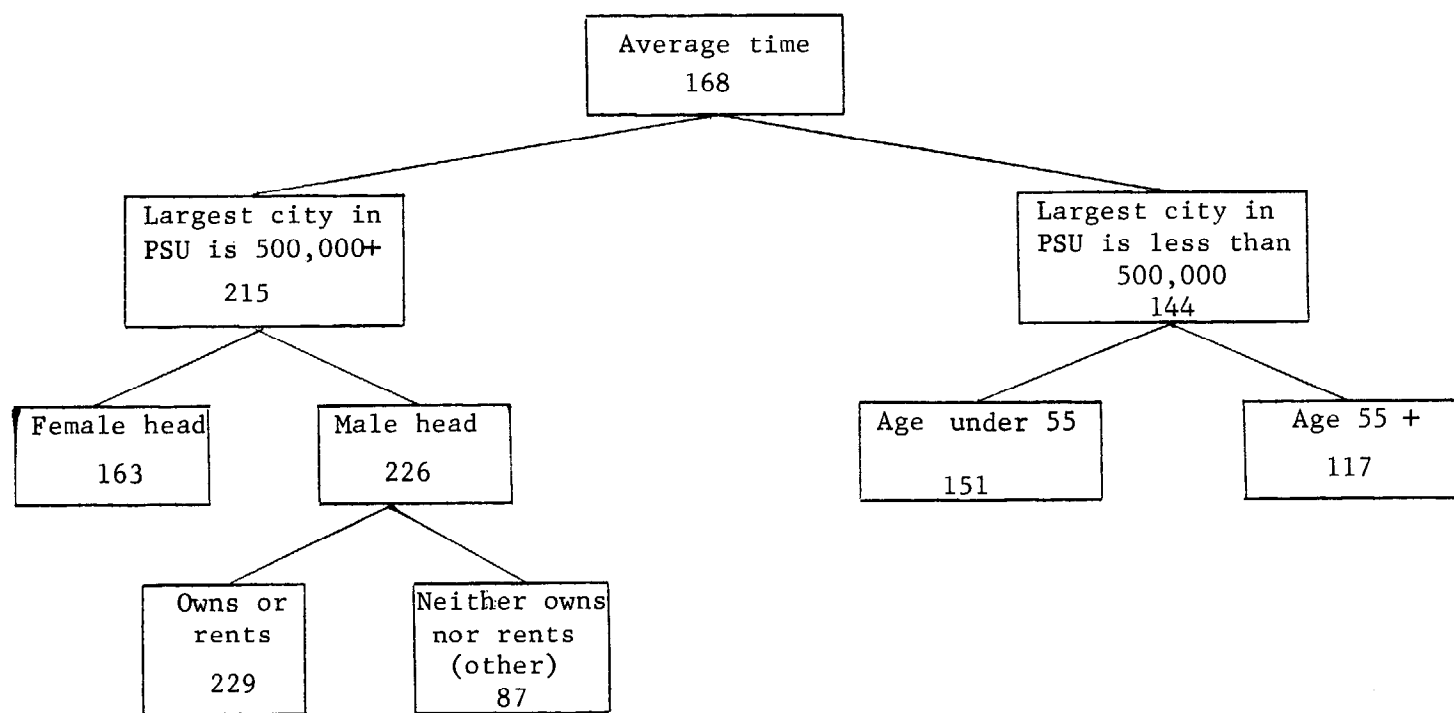 Average time
168
Largest city in
PSU is 500,000+
215
Largest city in
PSU is less than
500,000
144
Female head
163
Male head
226
Age under 55
151
Age 55 +
117
Owns or
rents
229
Neither owns
nor rents
(other)
87